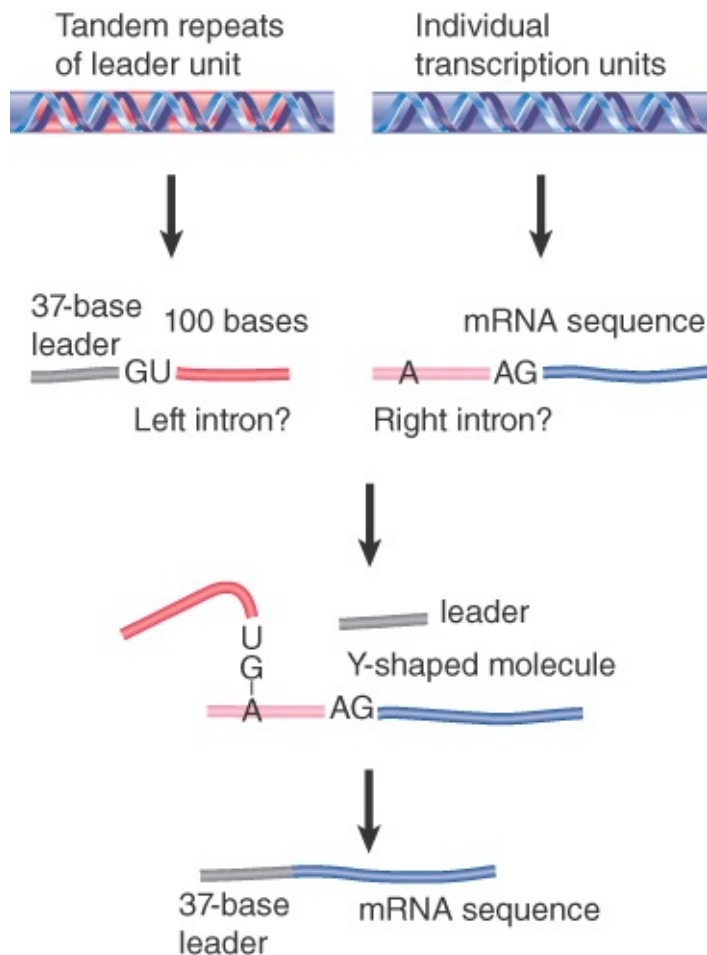 Tandem repeats
of leader unit
Individual
transcription units
37-base
leader
100 bases
GU
Left intron?
mRNA sequence
A
AG
Right intron?
U
G
A
leader
Y-shaped molecule
AG
37-base
leader
mRNA sequence